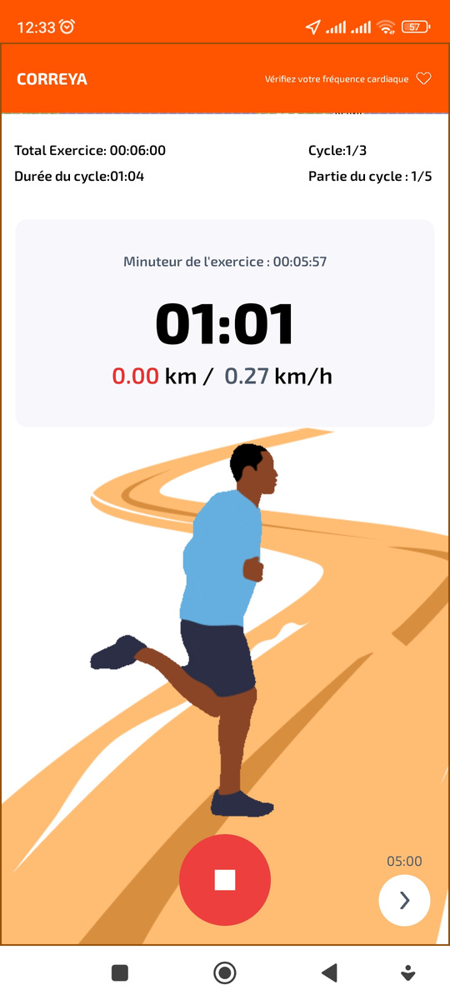 12:33
57
CORREYA
Vérifiez votre fréquence cardiaque
Total Exercice: 00:06:00
Cycle:1/3
Durée du cycle:01:04
Partie du cycle : 1/5
Minuteur de l'exercice : 00:05:57
01:01
0.00 km / 0.27 km/h
05:00